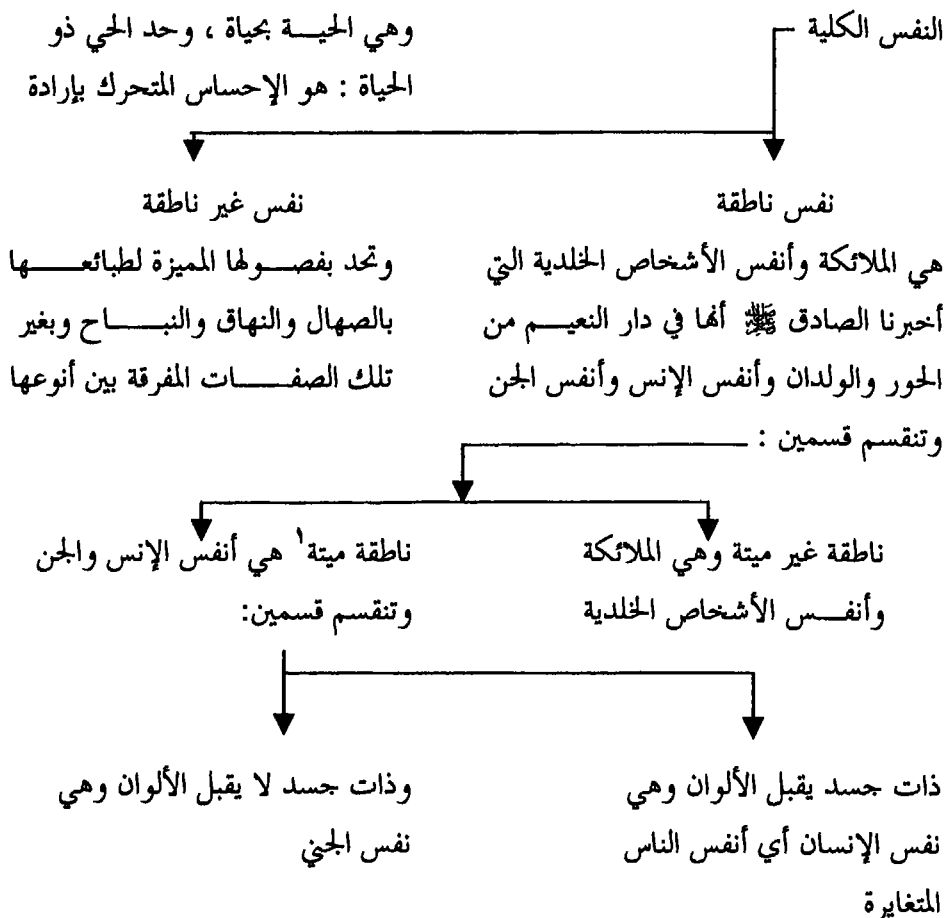 النفس الكلية
وهي الحية بحياة ، وحد الحي ذو
الحياة : هو الإحساس المتحرك بإرادة
نفس ناطقة
هي الملائكة وأنفس الأشخاص الخلدية التي
أخبرنا الصادق ﷺ أنها في دار النعيم من
الحور والولدان وأنفس الإنس وأنفس الجن
وتنقسم قسمين :
نفس غير ناطقة
وتحد بفصولها المميزة لطبائعها
بالصهال والنهاق والنباح وبغير
تلك الصفات المفرقة بين أنوعها
ناطقة غير ميتة وهي الملائكة
وأنفس الأشخاص الخلدية
ناطقة ميتة١ هي أنفس الإنس والجن
وتنقسم قسمين:
ذات جسد يقبل الألوان وهي
نفس الإنسان أي أنفس الناس
المتغايرة
وذات جسد لا يقبل الألوان وهي
نفس الجني